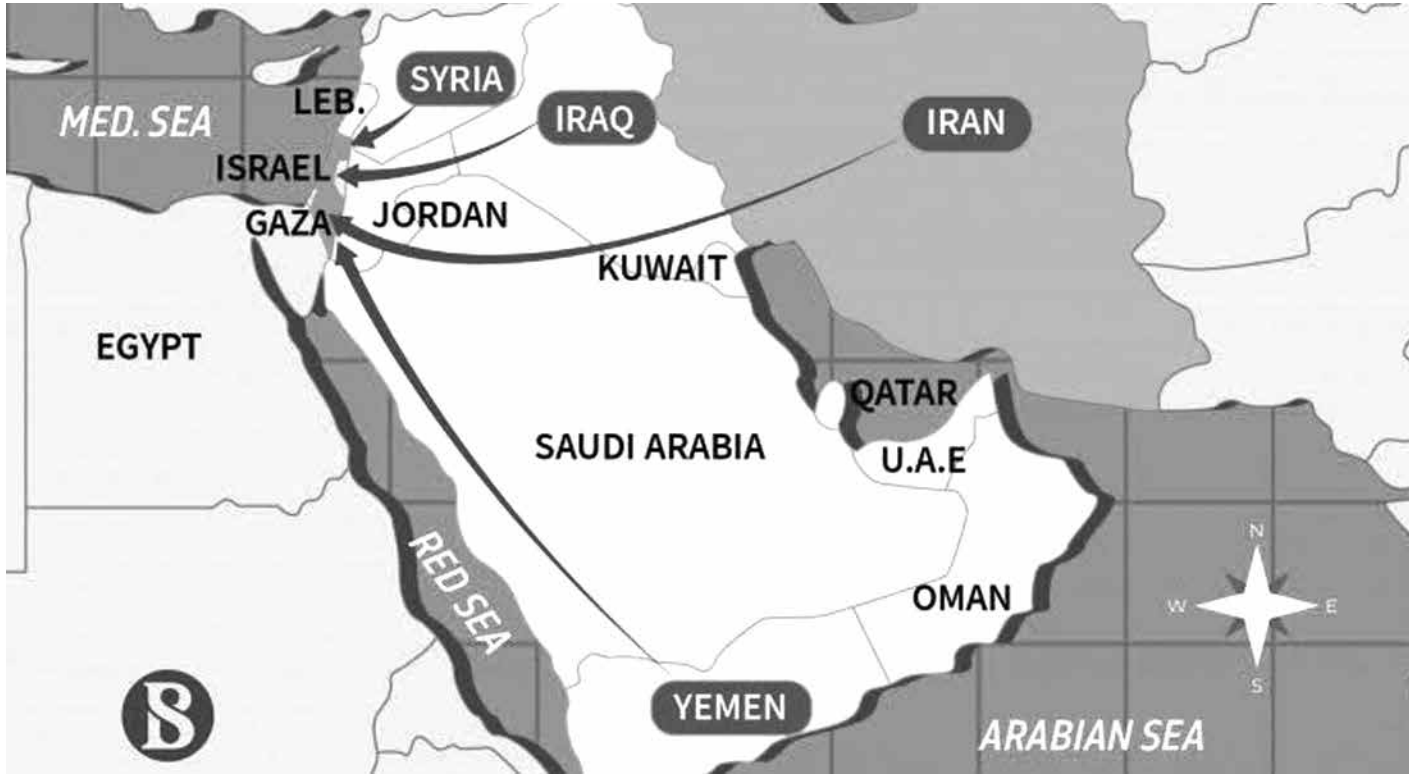 SYRIA
LEB.
MED. SEA
IRAQ
IRAN
ISRAEL
GAZA
JORDAN
KUWAIT
EGYPT
QATAR
SAUDI ARABIA
U.A.E
RED SEA
OMAN
N
W
E
S
YEMEN
ARABIAN SEA
B